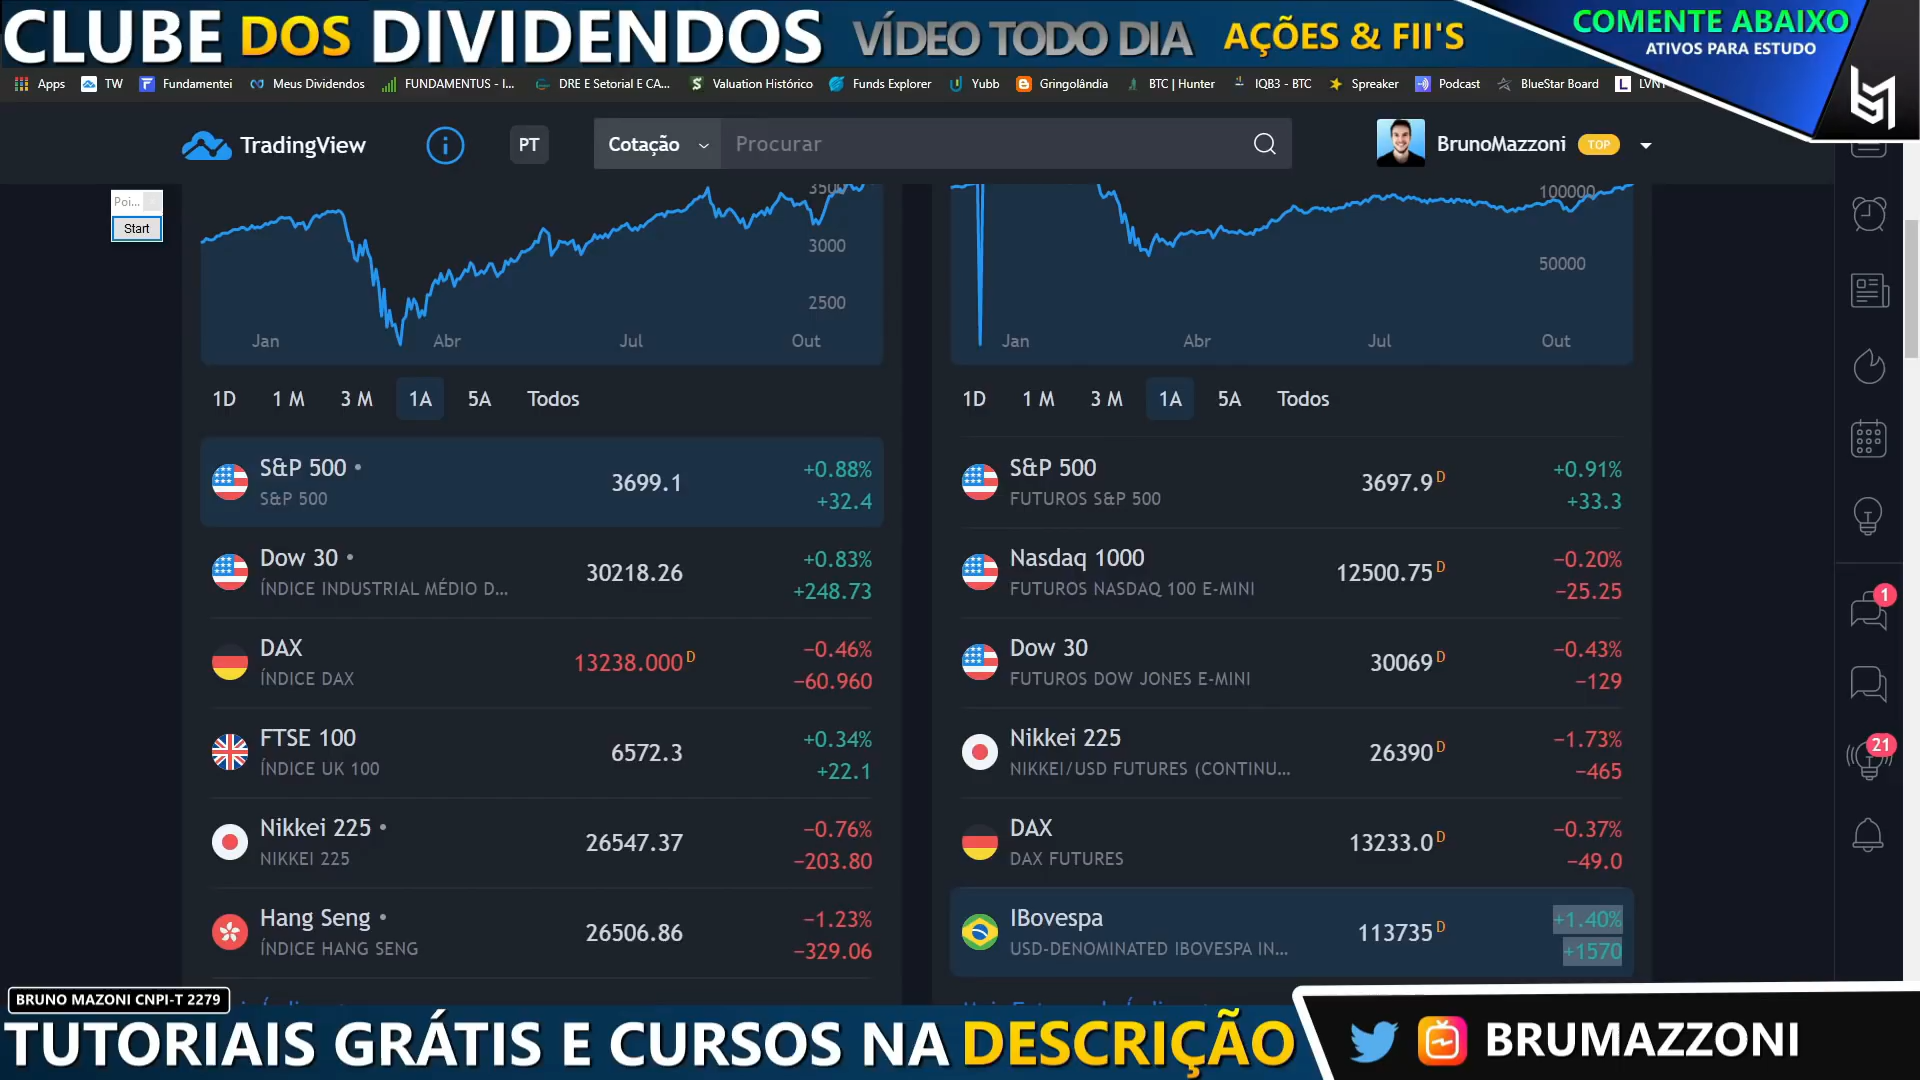 CLUBE DOS DIVIDENDOS VÍDEO TODO DIA AÇÕES & FII'S
COMENTE ABAIXO
ATIVOS PARA ESTUDO
Apps TW Fundamentei Meus Dividendos FUNDAMENTUS - I... DRE E Setorial E CA... Valuation Histórico Funds Explorer Yubb Gringolândia BTC | Hunter IQB3 - BTC Spreaker Podcast BlueStar Board
TradingView PT Cotação Procurar BrunoMazzoni TOP
Poi...
Start
3500
3000
2500
Jan Abr Jul Out
100000
50000
Jan Abr Jul Out
1D 1 M 3 M 1A 5A Todos
S&P 500 • 3699.1 +0.88%
S&P 500 +32.4
Dow 30 • 30218.26 +0.83%
ÍNDICE INDUSTRIAL MÉDIO D... +248.73
DAX 13238.000 D −0.46%
ÍNDICE DAX −60.960
FTSE 100 6572.3 +0.34%
ÍNDICE UK 100 +22.1
Nikkei 225 • 26547.37 −0.76%
NIKKEI 225 −203.80
Hang Seng • 26506.86 −1.23%
ÍNDICE HANG SENG −329.06
1D 1 M 3 M 1A 5A Todos
S&P 500 3697.9 D +0.91%
FUTUROS S&P 500 +33.3
Nasdaq 1000 12500.75 D −0.20%
FUTUROS NASDAQ 100 E-MINI −25.25
Dow 30 30069 D −0.43%
FUTUROS DOW JONES E-MINI −129
Nikkei 225 26390 D −1.73%
NIKKEI/USD FUTURES (CONTINU... −465
DAX 13233.0 D −0.37%
DAX FUTURES −49.0
IBovespa 113735 D +1.40%
USD-DENOMINATED IBOVESPA IN... +1570
1
21
BRUNO MAZONI CNPI-T 2279
TUTORIAIS GRÁTIS E CURSOS NA DESCRIÇÃO
BRUMAZZONI